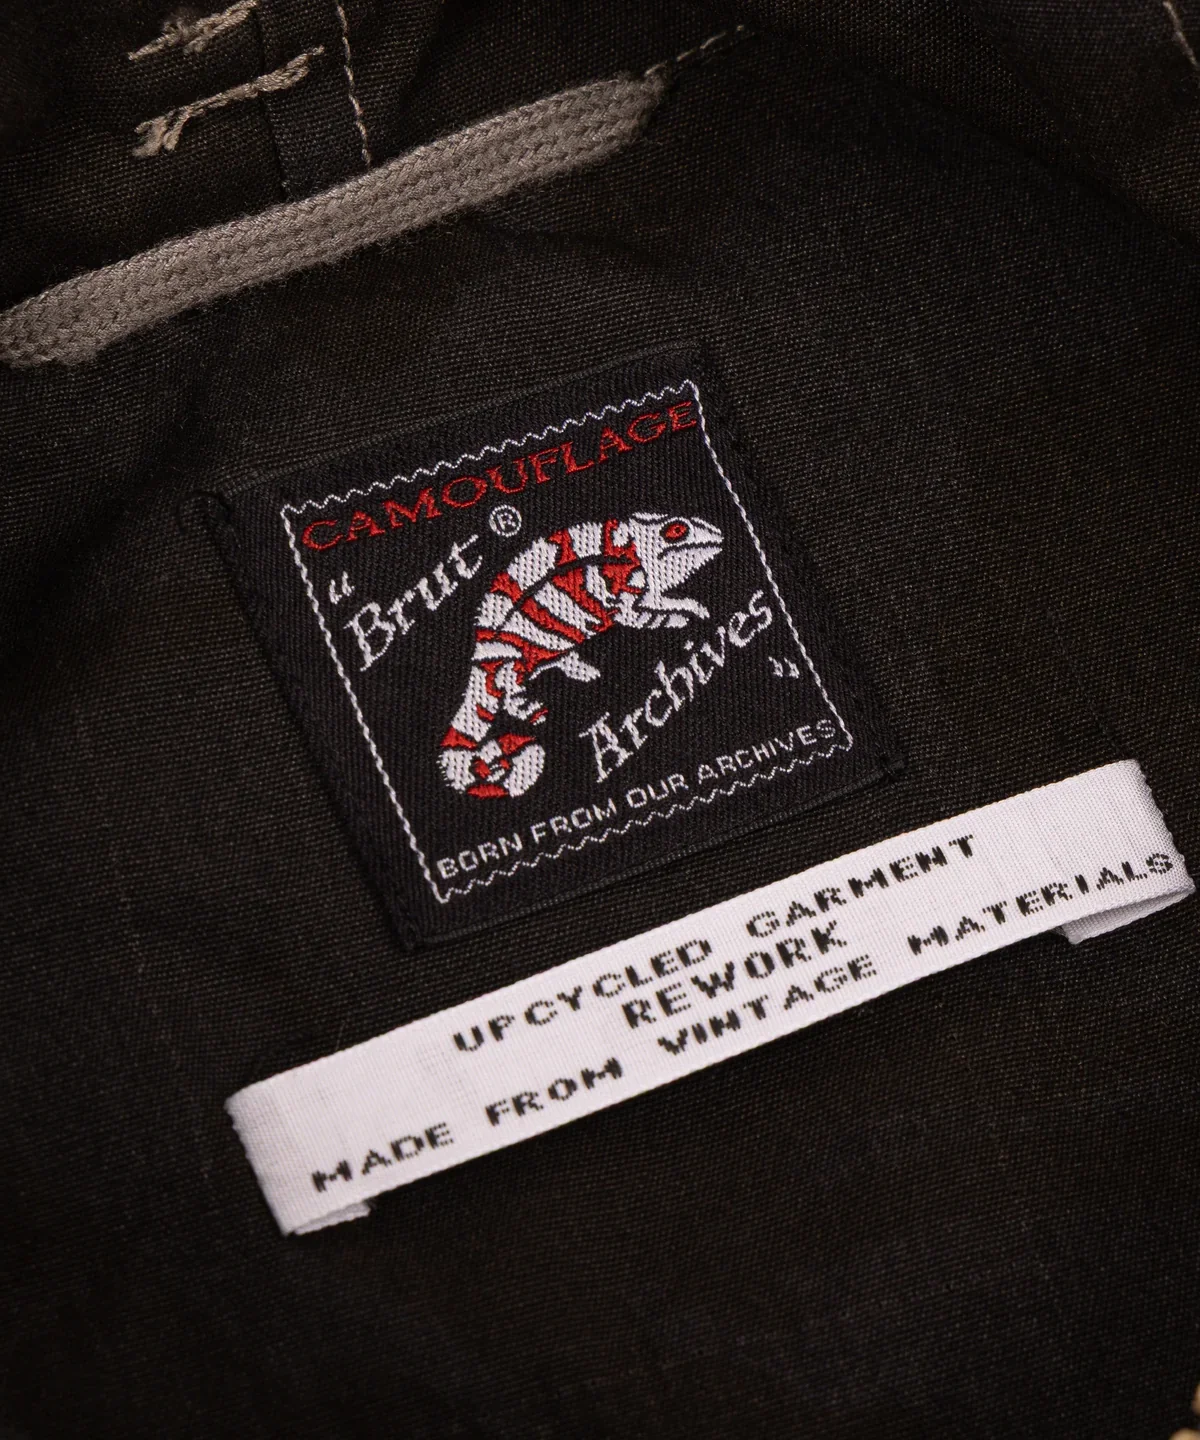 CAMOUFLAGE
"Brut ®
Archives"
BORN FROM OUR ARCHIVES
UPCYCLED GARMENT
REWORK
MADE FROM VINTAGE MATERIALS